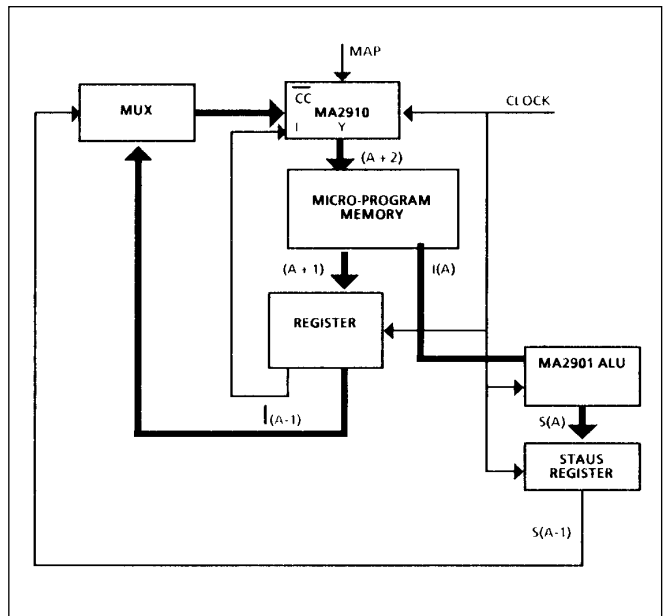 MAP
CC
MUX
MA2910
CLOCK
I Y
(A + 2)
MICRO-PROGRAM
MEMORY
(A + 1)
I(A)
REGISTER
MA2901 ALU
I(A-1)
S(A)
STAUS
REGISTER
S(A-1)